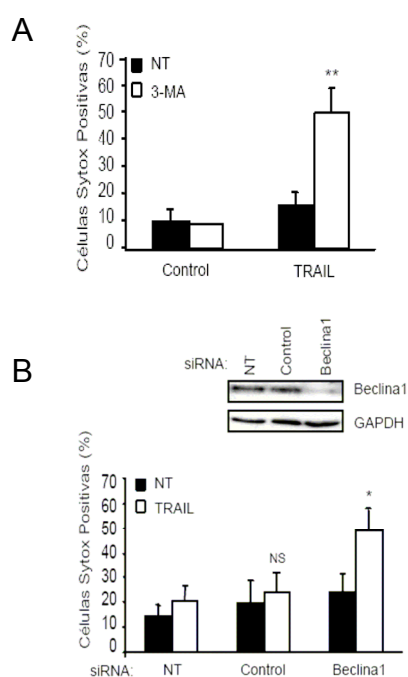 A
Células Sytox Positivas (%)
70
60
50
40
30
20
10
0
NT
3-MA
**
Control
TRAIL
B
siRNA:
NT
Control
Beclina1
Beclina1
GAPDH
Células Sytox Positivas (%)
70
60
50
40
30
20
10
0
NT
TRAIL
NS
*
siRNA:
NT
Control
Beclina1